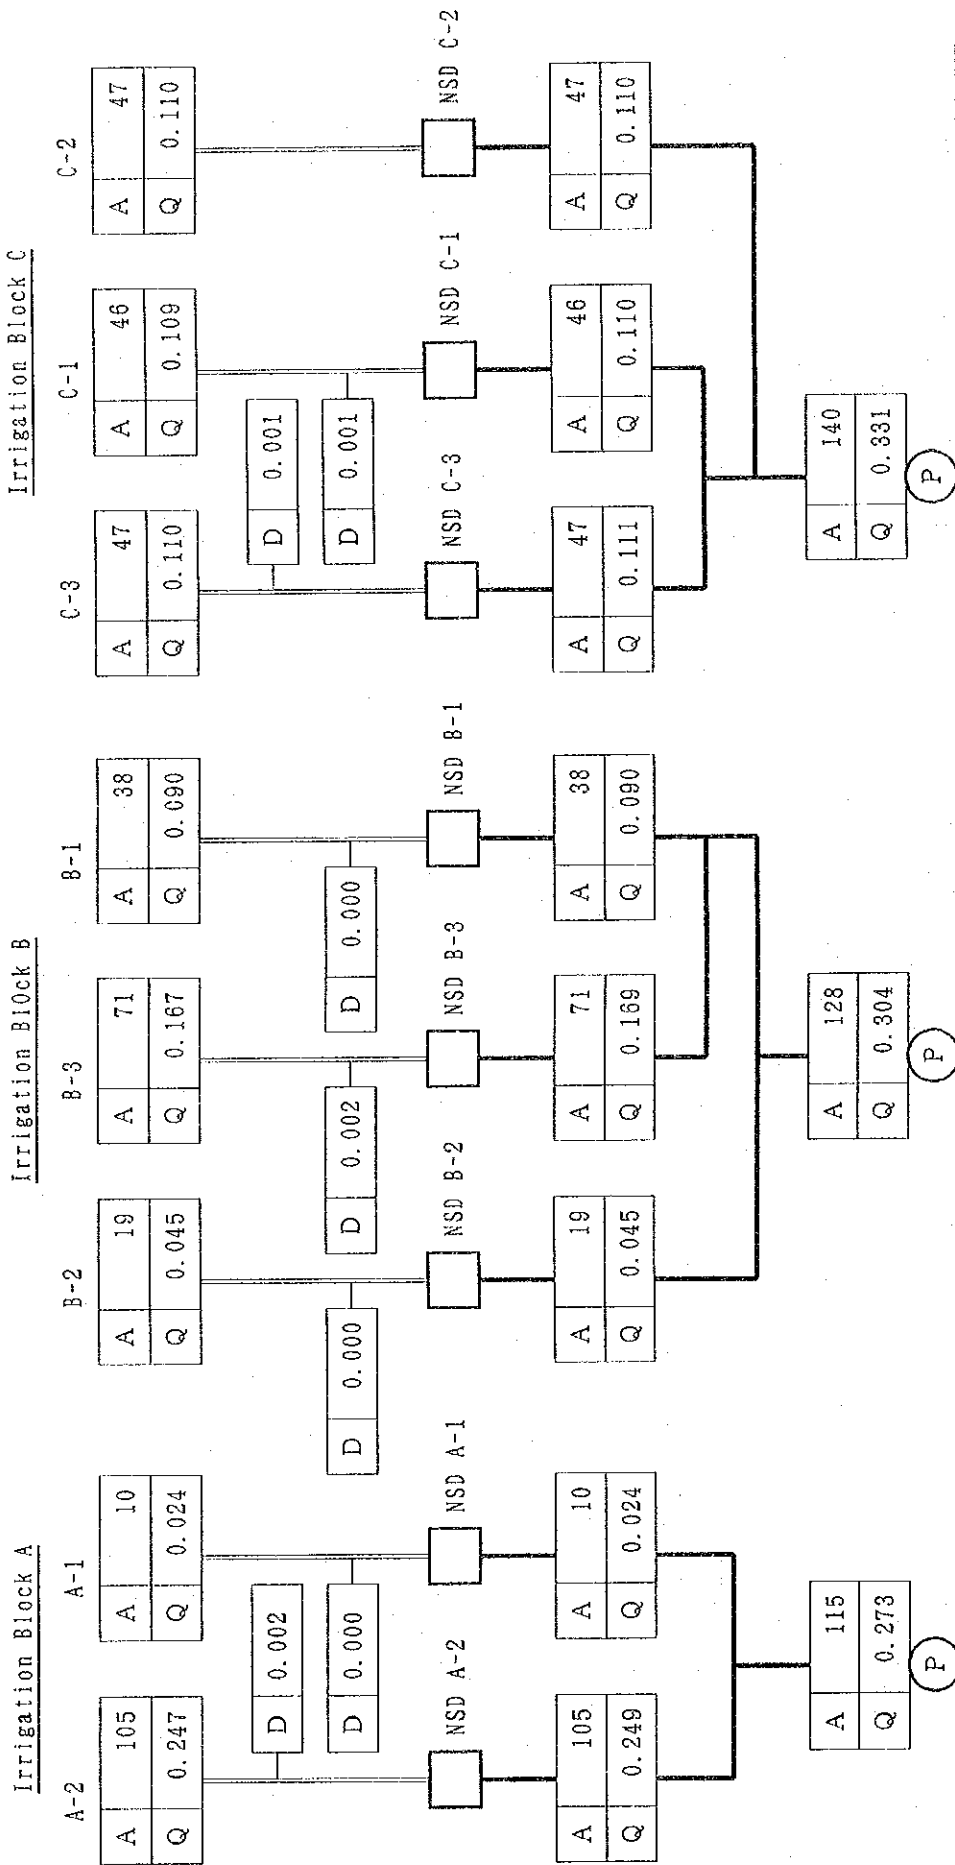 Irrigation Block A
A-2
A 105
Q 0.247
A-1
A 10
Q 0.024
D 0.002
D 0.000
NSD A-2
NSD A-1
A 105
Q 0.249
A 10
Q 0.024
A 115
Q 0.273
P
Irrigation Bl0ck B
B-2
A 19
Q 0.045
B-3
A 71
Q 0.167
B-1
A 38
Q 0.090
D 0.000
D 0.002
D 0.000
NSD B-2
NSD B-3
NSD B-1
A 19
Q 0.045
A 71
Q 0.169
A 38
Q 0.090
A 128
Q 0.304
P
Irrigation Block C
C-3
A 47
Q 0.110
C-1
A 46
Q 0.109
C-2
A 47
Q 0.110
D 0.001
D 0.001
NSD C-3
NSD C-1
NSD C-2
A 47
Q 0.111
A 46
Q 0.110
A 47
Q 0.110
A 140
Q 0.331
P